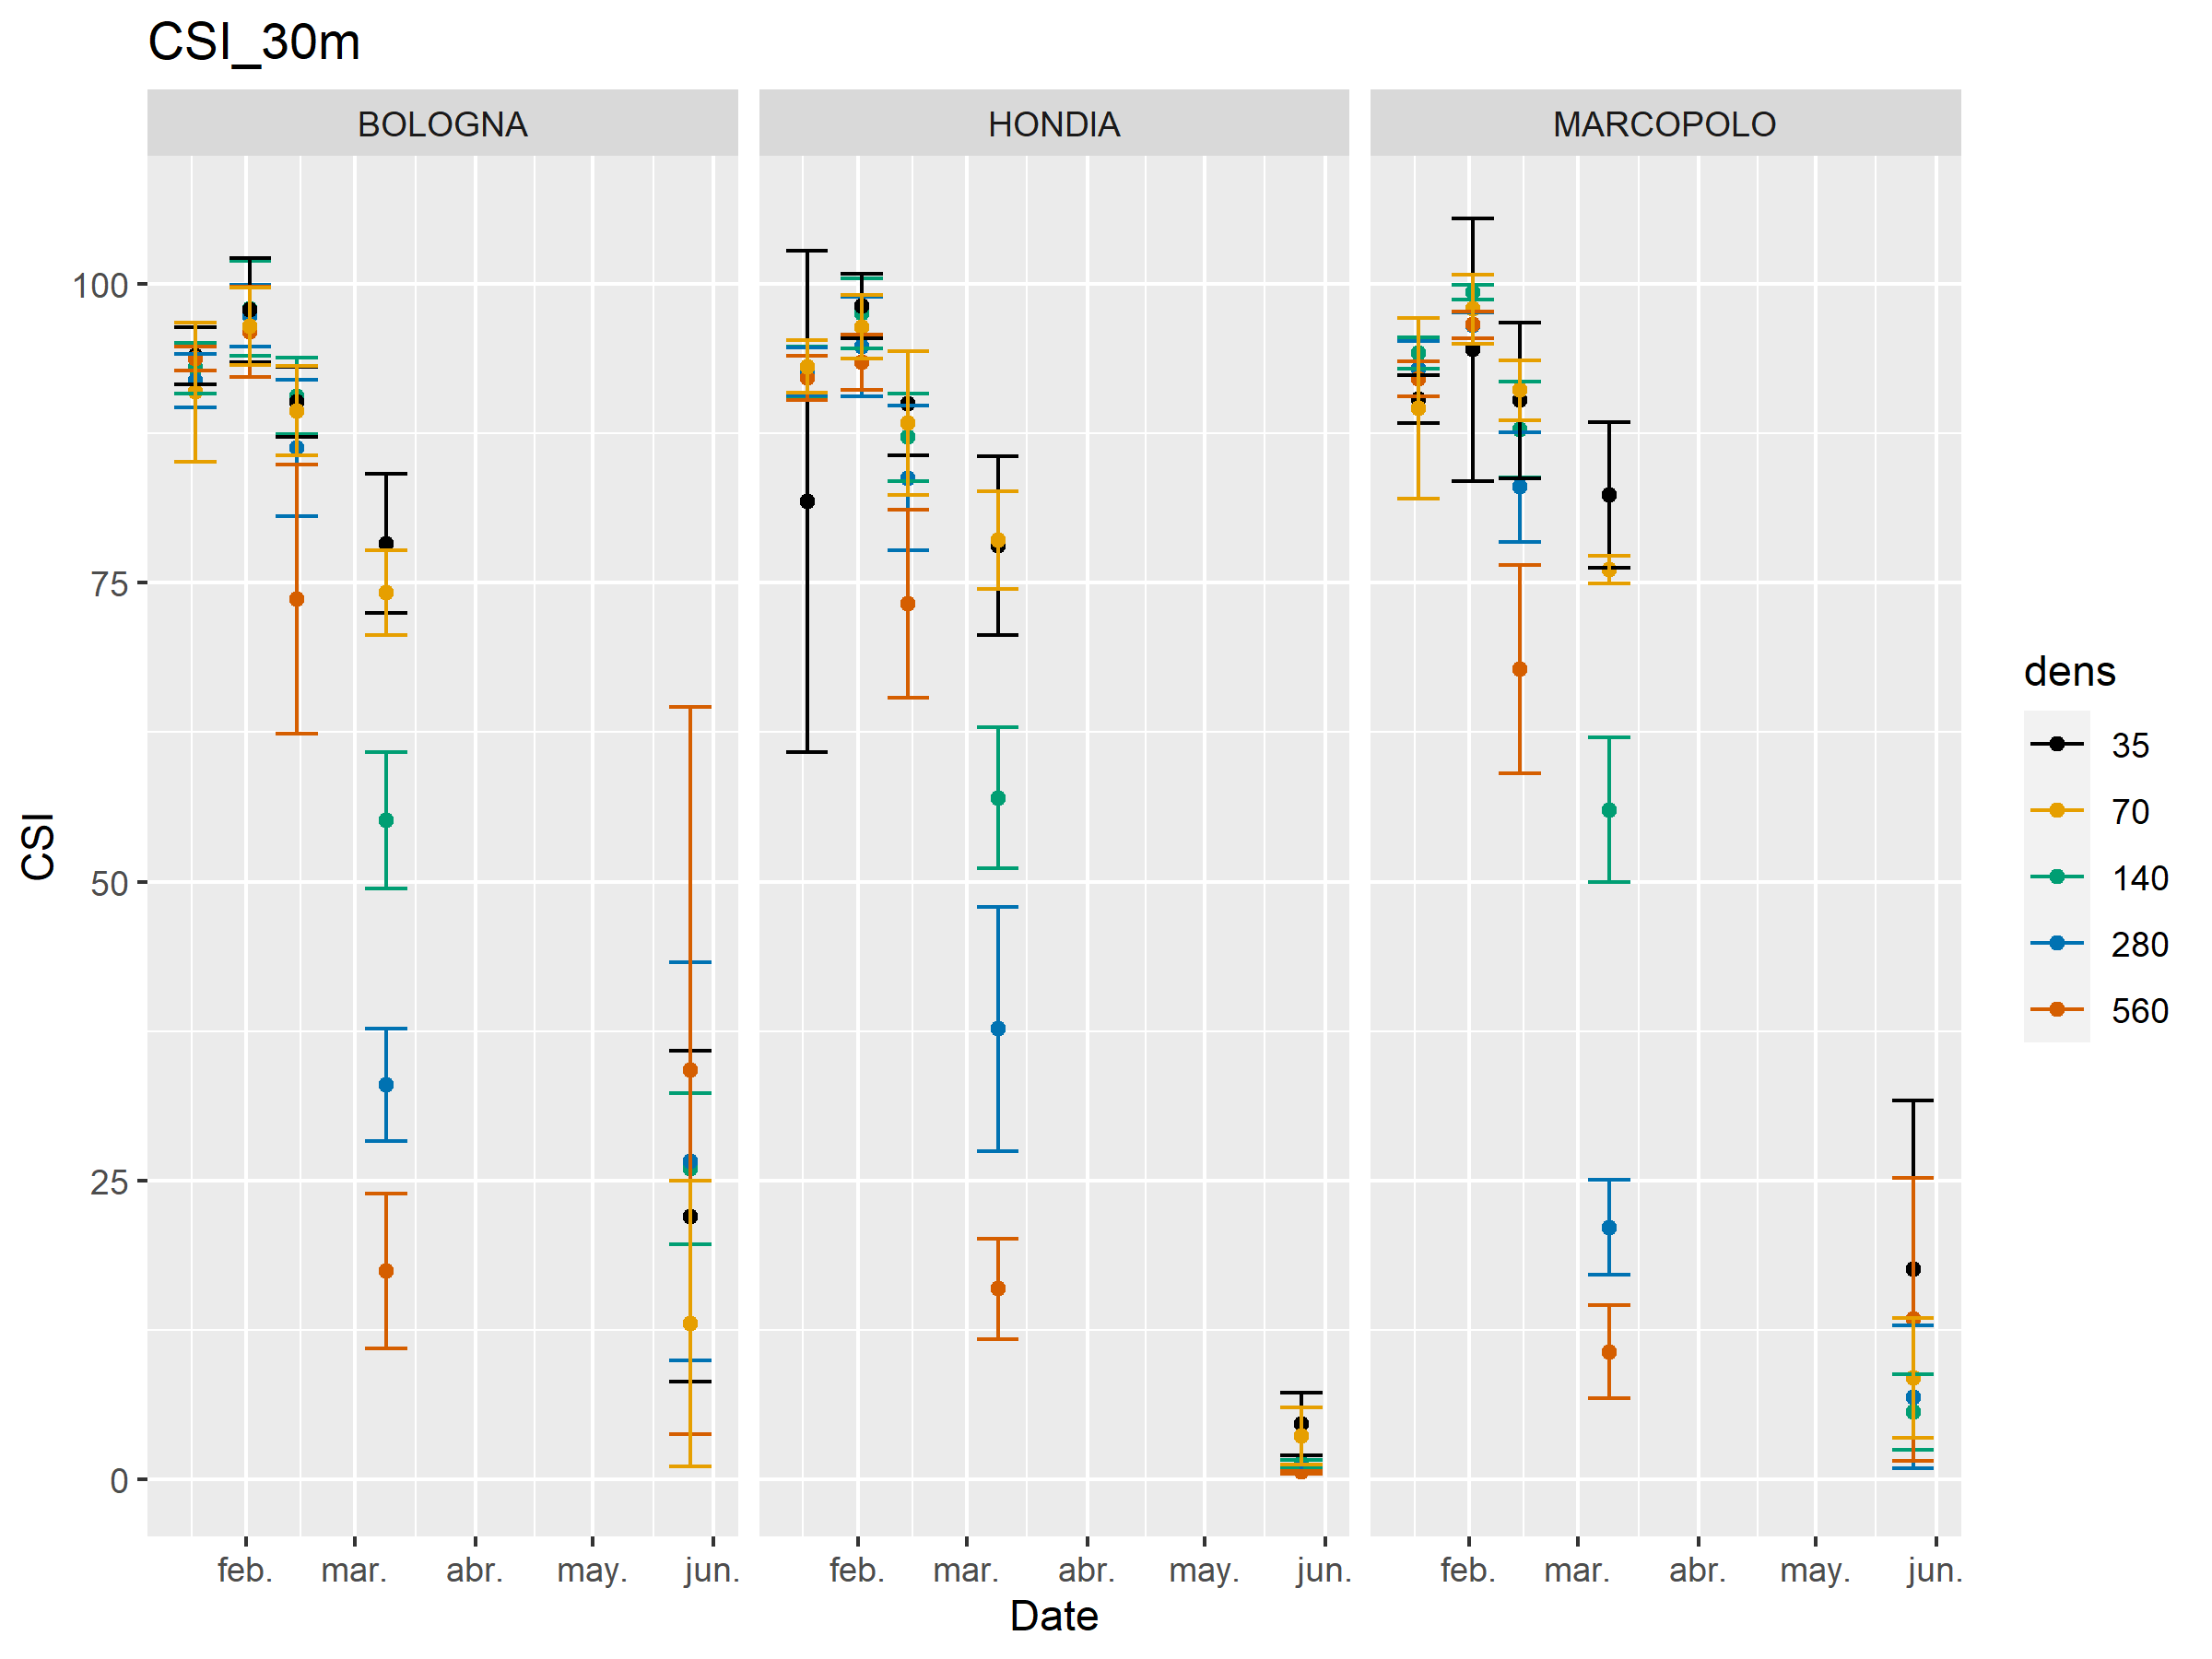 CSI_30m
BOLOGNA HONDIA MARCOPOLO
100
75
50
25
0
CSI
feb. mar. abr. may. jun. feb. mar. abr. may. jun. feb. mar. abr. may. jun.
Date
dens
35
70
140
280
560